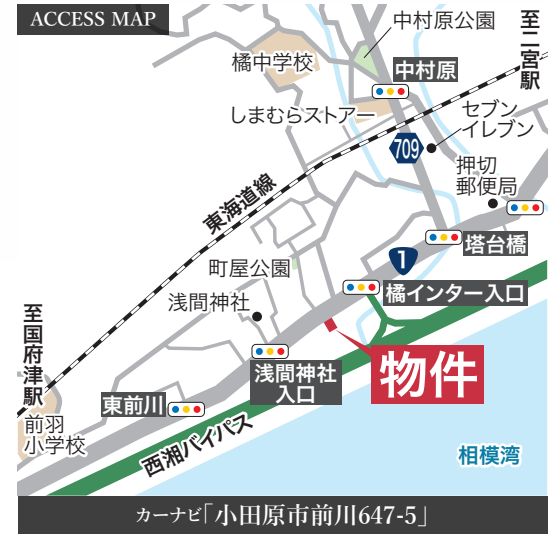 ACCESS MAP
中村原公園
至二宮駅
橘中学校
中村原
しまむらストアー
セブン
イレブン
709
押切
郵便局
東海道線
塔台橋
1
町屋公園
橘インター入口
浅間神社
至国府津駅
物件
浅間神社
入口
東前川
前羽
小学校
西湘バイパス
相模湾
カーナビ「小田原市前川647-5」